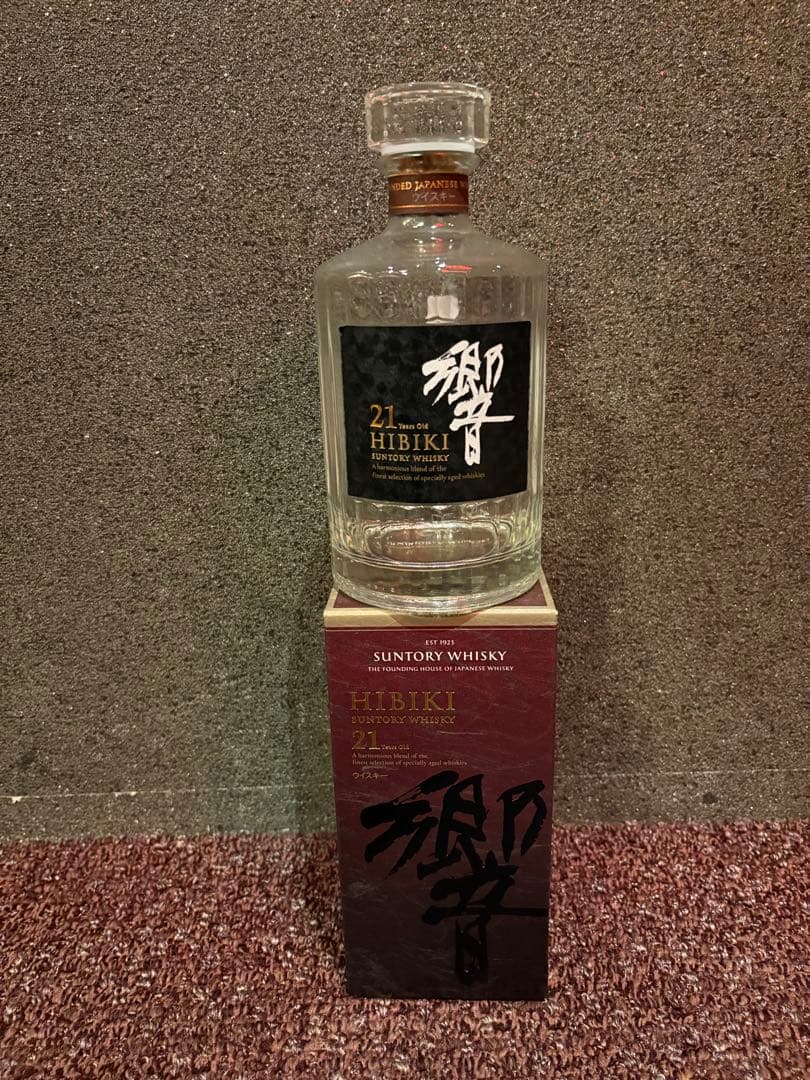 NDED JAPANESE W
ウイスキー
響
21 Years Old
HIBIKI
SUNTORY WHISKY
A harmonious blend of the
finest selection of specially aged whiskies
EST 1923
SUNTORY WHISKY
THE FOUNDING HOUSE OF JAPANESE WHISKY
HIBIKI
SUNTORY WHISKY
21 Years Old
A harmonious blend of the
finest selection of specially aged whiskies
ウイスキー
響